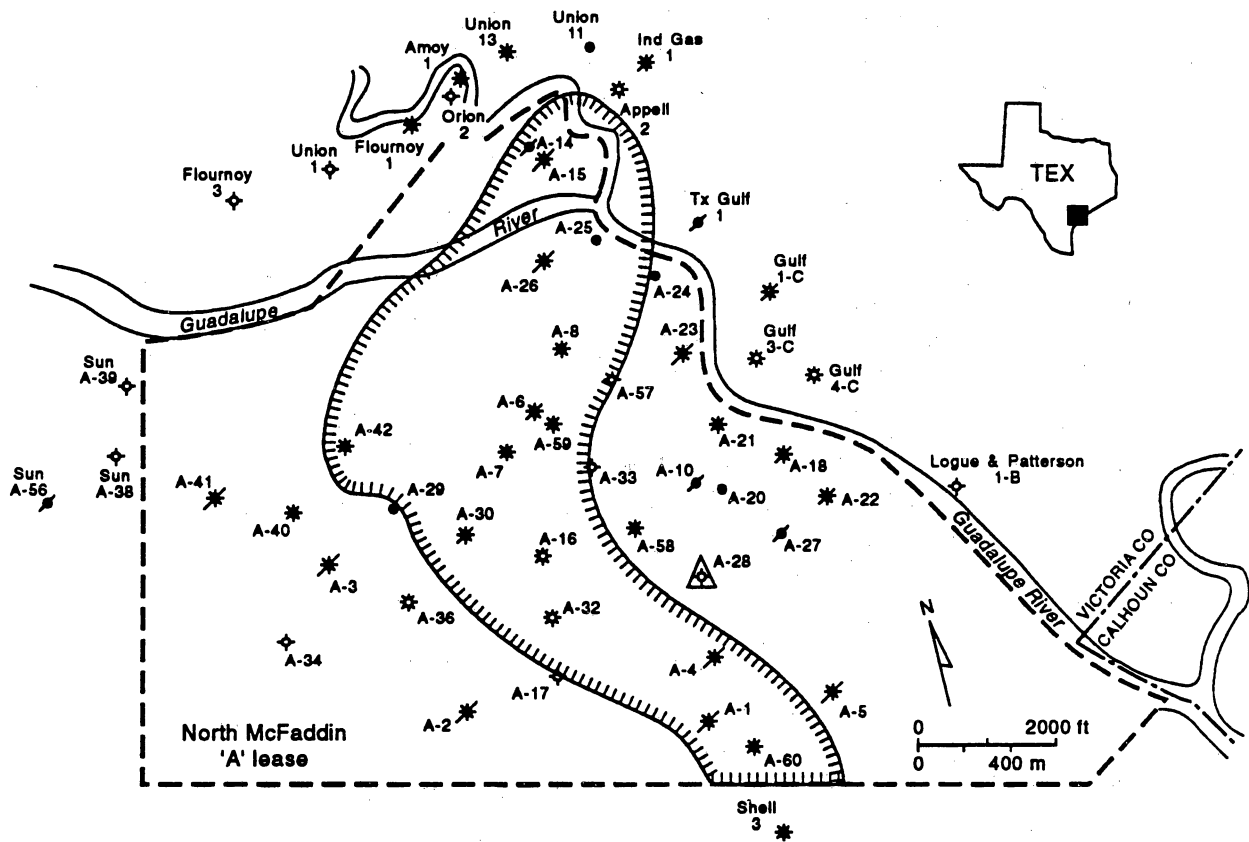 Union
11
Union
13
Ind Gas
1
Amoy
1
Orion
2
Appell
2
Flournoy
1
Union
1
Flournoy
3
A-14
A-15
TEX
Tx Gulf
1
River
A-25
A-26
A-24
Gulf
1-C
Guadalupe
A-8
A-23
Gulf
3-C
Gulf
4-C
Sun
A-39
A-57
A-6
A-59
A-21
A-42
A-7
A-18
Sun
A-56
Sun
A-38
A-41
A-33
A-10
A-20
A-22
Logue & Patterson
1-B
A-29
A-40
A-30
A-16
A-58
A-27
A-3
A-28
Guadalupe River
VICTORIA CO
CALHOUN CO
A-36
A-32
N
A-34
A-4
A-17
A-5
A-2
A-1
A-60
North McFaddin
'A' lease
0 2000 ft
0 400 m
Shell
3